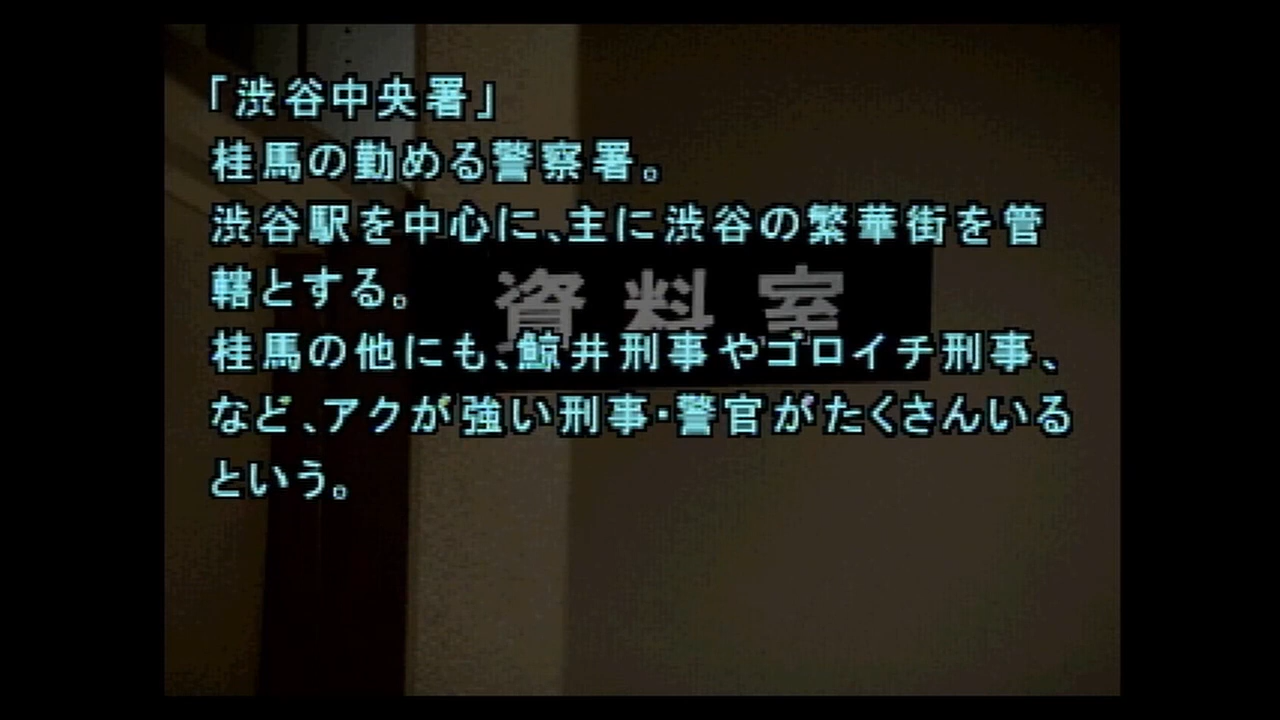 「渋谷中央署」
桂馬の勤める警察署。
渋谷駅を中心に、主に渋谷の繁華街を管
轄とする。
資料室
桂馬の他にも、鯨井刑事やゴロイチ刑事、
など、アクが強い刑事・警官がたくさんいる
という。